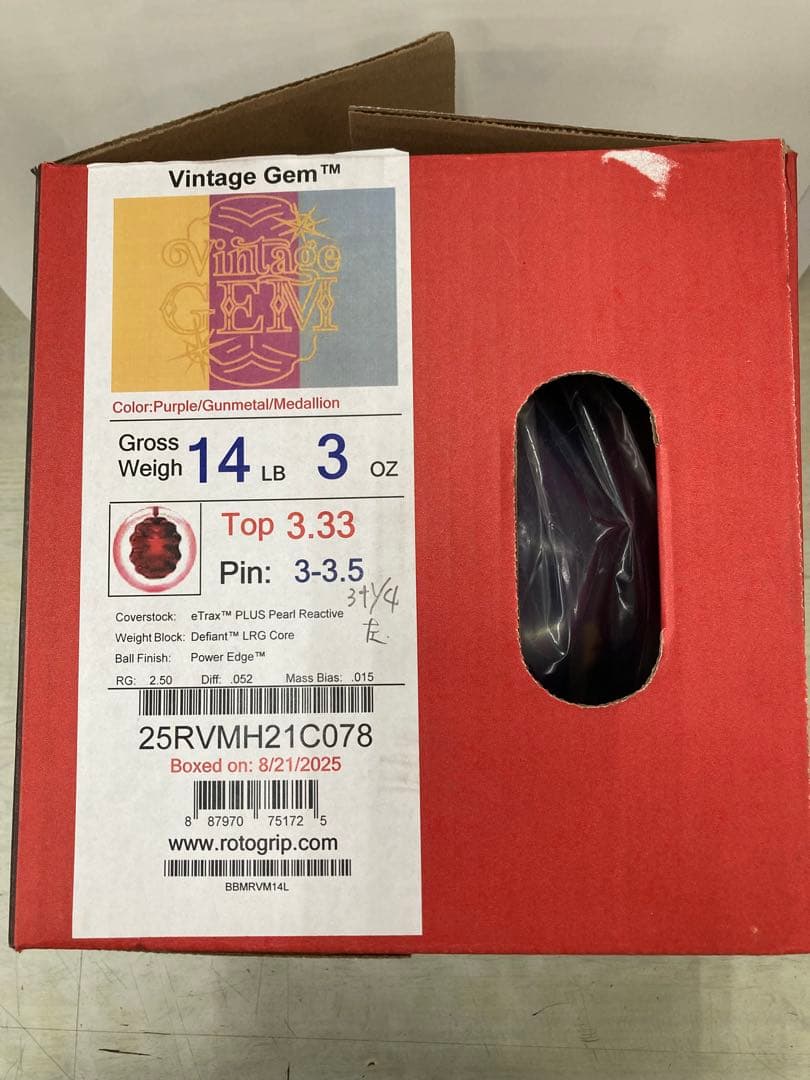 Vintage Gem™
Vintage
GEM
Color:Purple/Gunmetal/Medallion
Gross
Weigh 14 LB 3 OZ
Top 3.33
Pin: 3-3.5
3+1/4
左
Coverstock: eTrax™ PLUS Pearl Reactive
Weight Block: Defiant™ LRG Core
Ball Finish: Power Edge™
RG: 2.50 Diff: .052 Mass Bias: .015
25RVMH21C078
Boxed on: 8/21/2025
8 87970 75172 5
www.rotogrip.com
BBMRVM14L